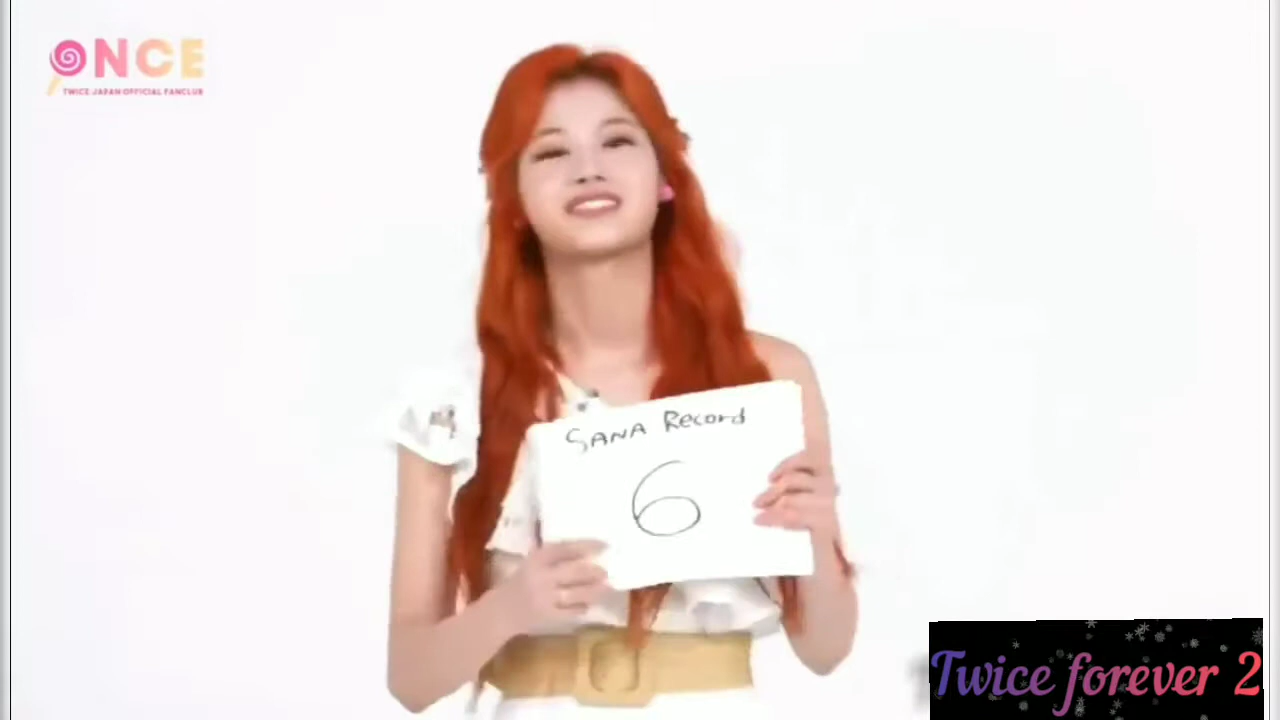 ONCE
TWICE JAPAN OFFICIAL FANCLUB
SANA Record
6
Twice forever 2